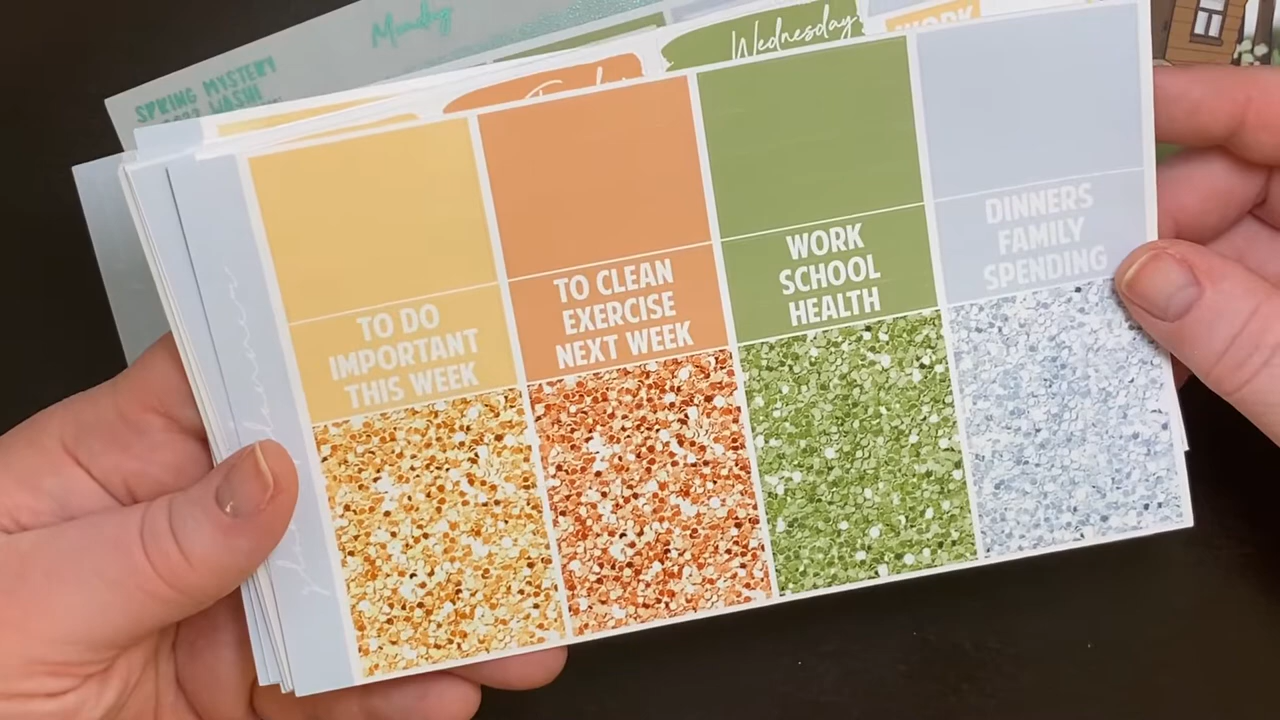 Monday
SPRING MYSTERY
WASHI
Wednesday
WORK
TO DO
IMPORTANT
THIS WEEK
TO CLEAN
EXERCISE
NEXT WEEK
WORK
SCHOOL
HEALTH
DINNERS
FAMILY
SPENDING